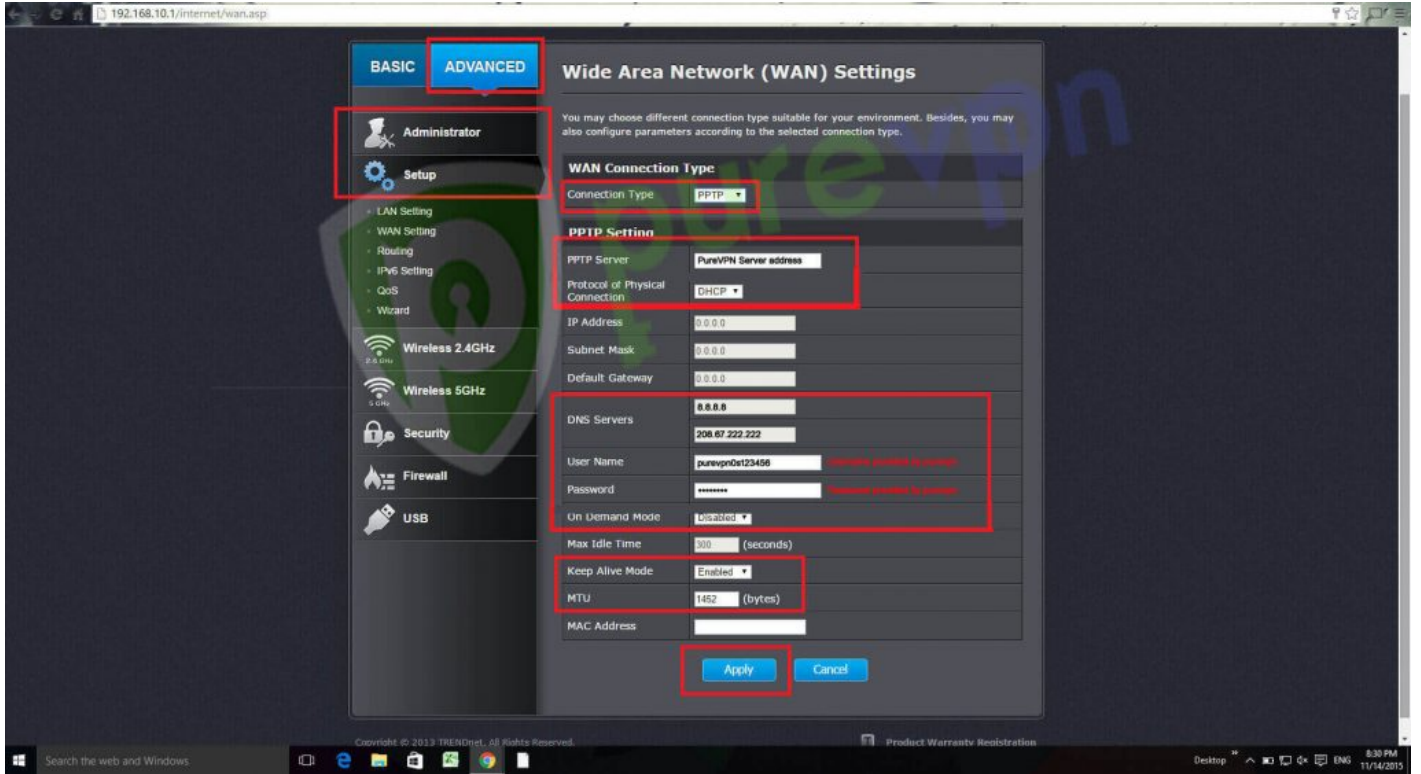 192.168.10.1/internet/wan.asp
BASIC
ADVANCED
Administrator
Setup
LAN Setting
WAN Setting
Routing
IPv6 Setting
QoS
Wizard
Wireless 2.4GHz
Wireless 5GHz
5 GHz
Security
Firewall
USB
Wide Area Network (WAN) Settings
You may choose different connection type suitable for your environment. Besides, you may
also configure parameters according to the selected connection type.
WAN Connection Type
Connection Type PPTP
PPTP Setting
PPTP Server PureVPN Server address
Protocol of Physical
Connection DHCP
IP Address 0.0.0.0
Subnet Mask 0.0.0.0
Default Gateway 0.0.0.0
DNS Servers 8.8.8.8
208.67.222.222
User Name purevpn0s123456
Password ••••••••
On Demand Mode Disabled
Max Idle Time 300 (seconds)
Keep Alive Mode Enabled
MTU 1452 (bytes)
MAC Address
Apply Cancel
purevpn
Copyright © 2013 TRENDnet. All Rights Reserved.
Product Warranty Registration
Search the web and Windows
Desktop
ENG
8:30 PM
11/14/2015